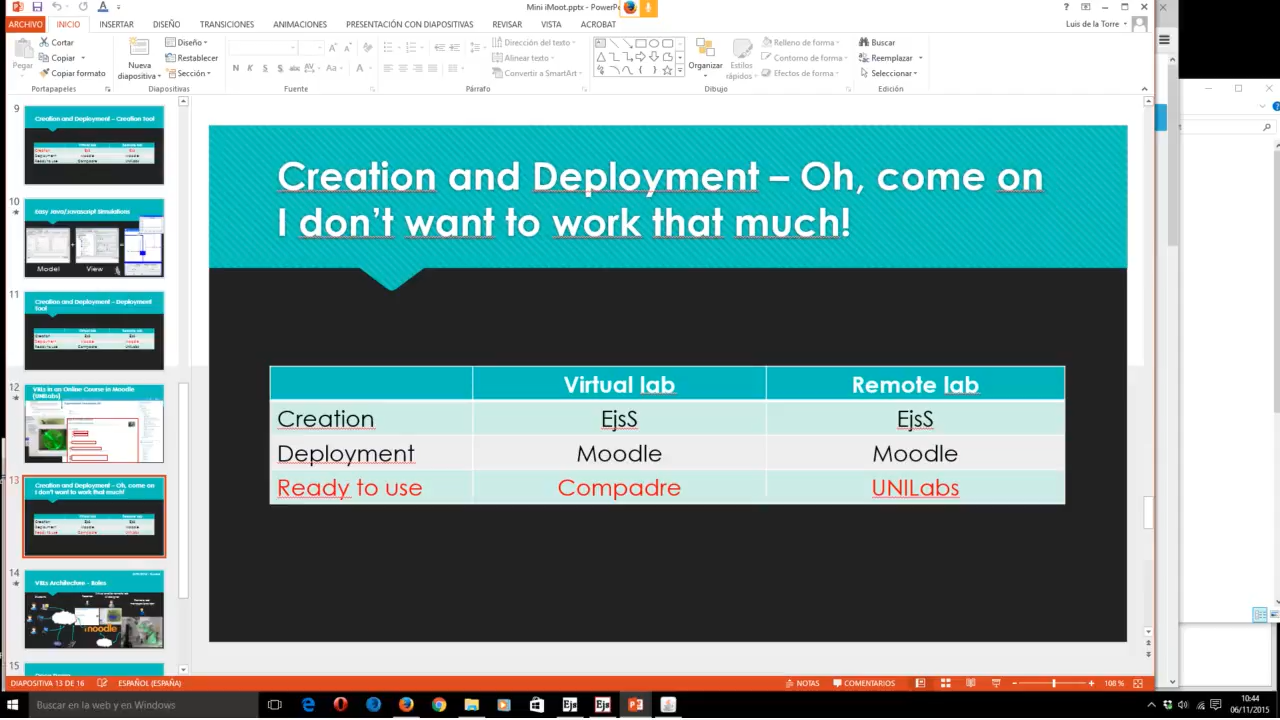 Mini iMoot.pptx - PowerP
ARCHIVO INICIO INSERTAR DISEÑO TRANSICIONES ANIMACIONES PRESENTACIÓN CON DIAPOSITIVAS REVISAR VISTA ACROBAT
Luis de la Torre
Pegar
Cortar
Copiar
Copiar formato
Portapapeles
Nueva
diapositiva
Diseño
Restablecer
Sección
Diapositivas
N K S S abc AV Aa A
Fuente
Dirección del texto
Alinear texto
Convertir a SmartArt
Párrafo
Organizar
Estilos
rápidos
Relleno de forma
Contorno de forma
Efectos de forma
Dibujo
Buscar
Reemplazar
Seleccionar
Edición
9
Creation and Deployment – Creation tool
10
Easy Java/Javascript Simulations
Model
View
11
Creation and Deployment – Deployment
tool
12
VRLs in an Online Course in Moodle
(UNILabs)
13
Creation and Deployment – Oh, come on
I don't want to work that much!
14
VRLs Architecture - Roles
moodle
15
Creation and Deployment – Oh, come on
I don’t want to work that much!
Virtual lab Remote lab
Creation EjsS EjsS
Deployment Moodle Moodle
Ready to use Compadre UNILabs
DIAPOSITIVA 13 DE 16 ESPAÑOL (ESPAÑA) NOTAS COMENTARIOS 108 %
Buscar en la web y en Windows
Ejs
Ejs
10:44
06/11/2015